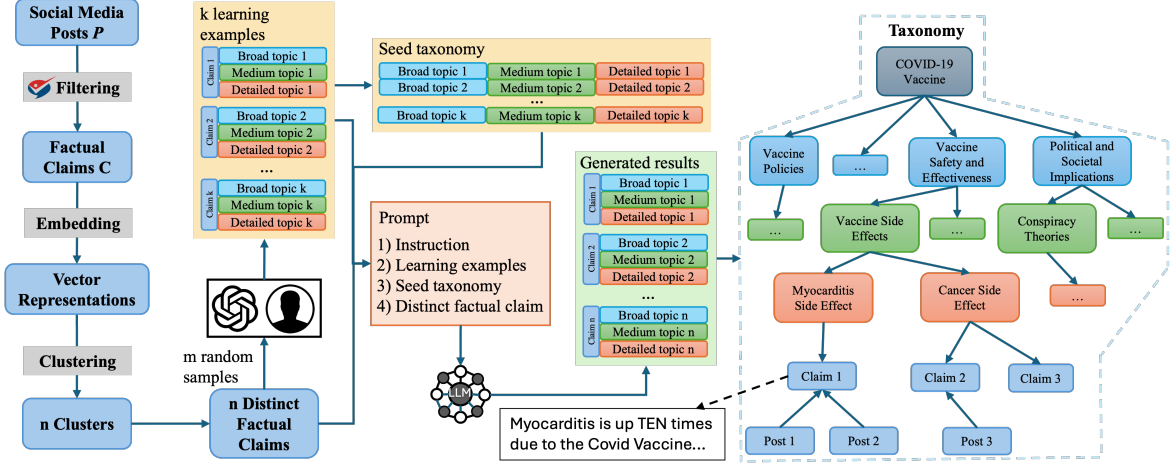 Social Media
Posts P
Filtering
Factual
Claims C
Embedding
Vector
Representations
Clustering
n Clusters
k learning
examples
Claim 1
Broad topic 1
Medium topic 1
Detailed topic 1
Claim 2
Broad topic 2
Medium topic 2
Detailed topic 2
...
Claim k
Broad topic k
Medium topic k
Detailed topic k
m random
samples
n Distinct
Factual
Claims
Seed taxonomy
Broad topic 1 Medium topic 1 Detailed topic 1
Broad topic 2 Medium topic 2 Detailed topic 2
...
Broad topic k Medium topic k Detailed topic k
Prompt
1) Instruction
2) Learning examples
3) Seed taxonomy
4) Distinct factual claim
LLM
Generated results
Claim 1
Broad topic 1
Medium topic 1
Detailed topic 1
Claim 2
Broad topic 2
Medium topic 2
Detailed topic 2
...
Claim n
Broad topic n
Medium topic n
Detailed topic n
Myocarditis is up TEN times
due to the Covid Vaccine...
Taxonomy
COVID-19
Vaccine
Vaccine
Policies
...
Vaccine
Safety and
Effectiveness
Political and
Societal
Implications
...
Vaccine Side
Effects
...
Conspiracy
Theories
...
Myocarditis
Side Effect
Cancer Side
Effect
...
Claim 1
Claim 2
Claim 3
Post 1
Post 2
Post 3